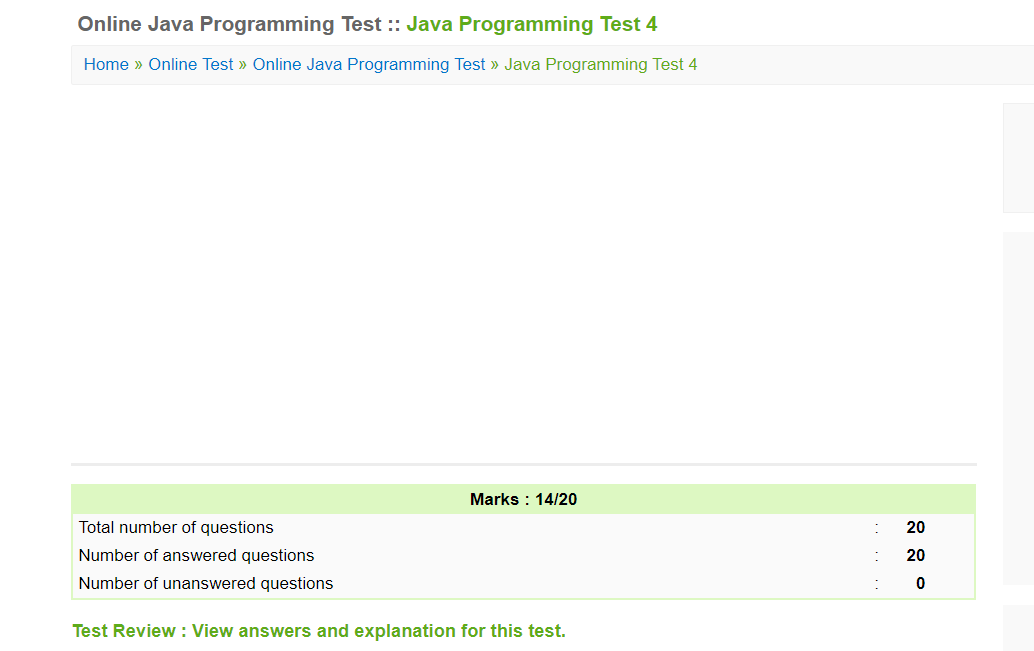 Online Java Programming Test :: Java Programming Test 4
Home » Online Test » Online Java Programming Test » Java Programming Test 4
Marks : 14/20
Total number of questions : 20
Number of answered questions : 20
Number of unanswered questions : 0
Test Review : View answers and explanation for this test.